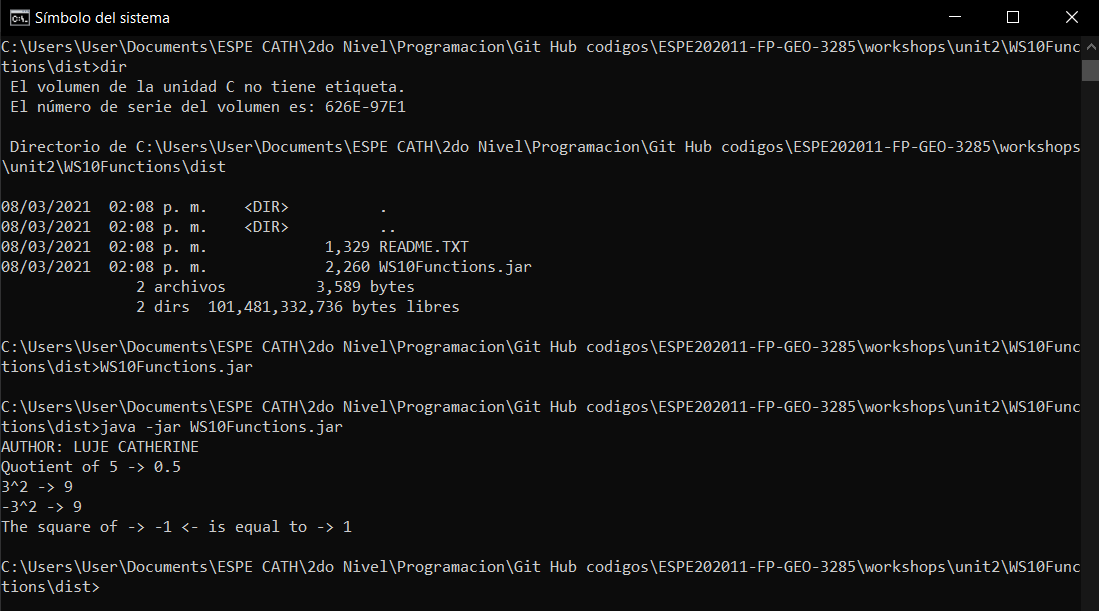 Símbolo del sistema
C:\Users\User\Documents\ESPE CATH\2do Nivel\Programacion\Git Hub codigos\ESPE202011-FP-GEO-3285\workshops\unit2\WS10Func
tions\dist>dir
 El volumen de la unidad C no tiene etiqueta.
 El número de serie del volumen es: 626E-97E1

 Directorio de C:\Users\User\Documents\ESPE CATH\2do Nivel\Programacion\Git Hub codigos\ESPE202011-FP-GEO-3285\workshops
\unit2\WS10Functions\dist

08/03/2021  02:08 p. m.    <DIR>          .
08/03/2021  02:08 p. m.    <DIR>          ..
08/03/2021  02:08 p. m.             1,329 README.TXT
08/03/2021  02:08 p. m.             2,260 WS10Functions.jar
               2 archivos          3,589 bytes
               2 dirs  101,481,332,736 bytes libres

C:\Users\User\Documents\ESPE CATH\2do Nivel\Programacion\Git Hub codigos\ESPE202011-FP-GEO-3285\workshops\unit2\WS10Func
tions\dist>WS10Functions.jar

C:\Users\User\Documents\ESPE CATH\2do Nivel\Programacion\Git Hub codigos\ESPE202011-FP-GEO-3285\workshops\unit2\WS10Func
tions\dist>java -jar WS10Functions.jar
AUTHOR: LUJE CATHERINE
Quotient of 5 -> 0.5
3^2 -> 9
-3^2 -> 9
The square of -> -1 <- is equal to -> 1

C:\Users\User\Documents\ESPE CATH\2do Nivel\Programacion\Git Hub codigos\ESPE202011-FP-GEO-3285\workshops\unit2\WS10Func
tions\dist>